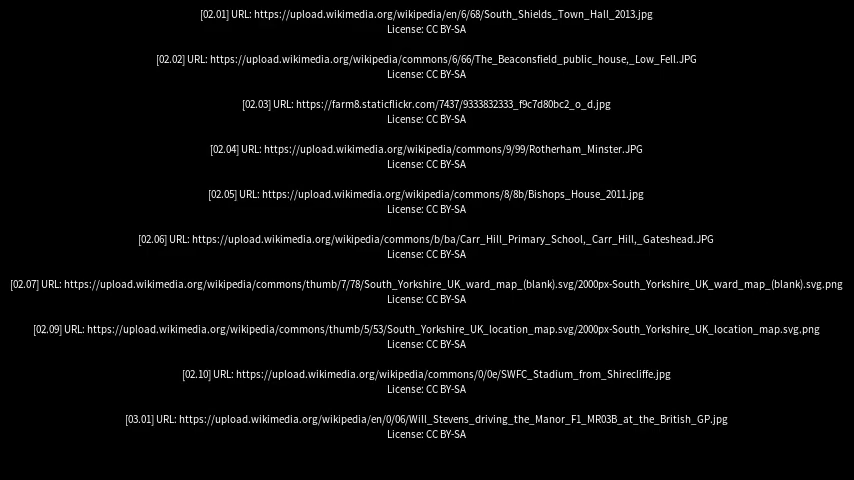 [02.01] URL: https://upload.wikimedia.org/wikipedia/en/6/68/South_Shields_Town_Hall_2013.jpg
License: CC BY-SA
[02.02] URL: https://upload.wikimedia.org/wikipedia/commons/6/66/The_Beaconsfield_public_house,_Low_Fell.JPG
License: CC BY-SA
[02.03] URL: https://farm8.staticflickr.com/7437/9333832333_f9c7d80bc2_o_d.jpg
License: CC BY-SA
[02.04] URL: https://upload.wikimedia.org/wikipedia/commons/9/99/Rotherham_Minster.JPG
License: CC BY-SA
[02.05] URL: https://upload.wikimedia.org/wikipedia/commons/8/8b/Bishops_House_2011.jpg
License: CC BY-SA
[02.06] URL: https://upload.wikimedia.org/wikipedia/commons/b/ba/Carr_Hill_Primary_School,_Carr_Hill,_Gateshead.JPG
License: CC BY-SA
[02.07] URL: https://upload.wikimedia.org/wikipedia/commons/thumb/7/78/South_Yorkshire_UK_ward_map_(blank).svg/2000px-South_Yorkshire_UK_ward_map_(blank).svg.png
License: CC BY-SA
[02.09] URL: https://upload.wikimedia.org/wikipedia/commons/thumb/5/53/South_Yorkshire_UK_location_map.svg/2000px-South_Yorkshire_UK_location_map.svg.png
License: CC BY-SA
[02.10] URL: https://upload.wikimedia.org/wikipedia/commons/0/0e/SWFC_Stadium_from_Shirecliffe.jpg
License: CC BY-SA
[03.01] URL: https://upload.wikimedia.org/wikipedia/en/0/06/Will_Stevens_driving_the_Manor_F1_MR03B_at_the_British_GP.jpg
License: CC BY-SA